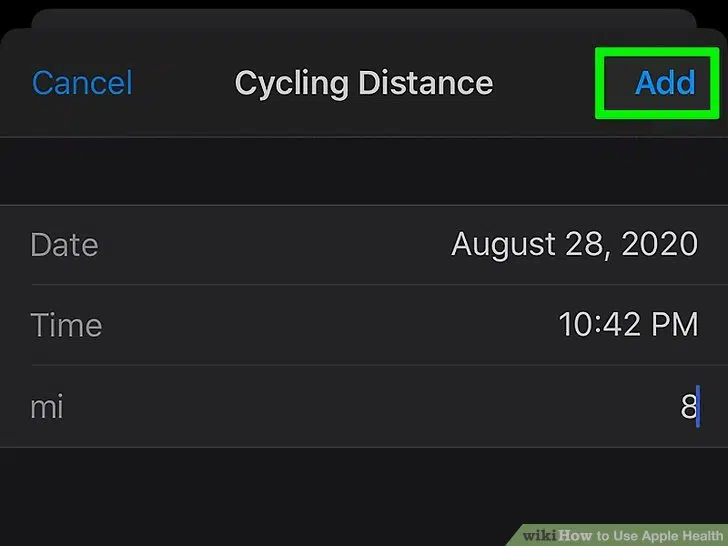 Cancel Cycling Distance Add
Date August 28, 2020
Time 10:42 PM
mi 8
wikiHow to Use Apple Health